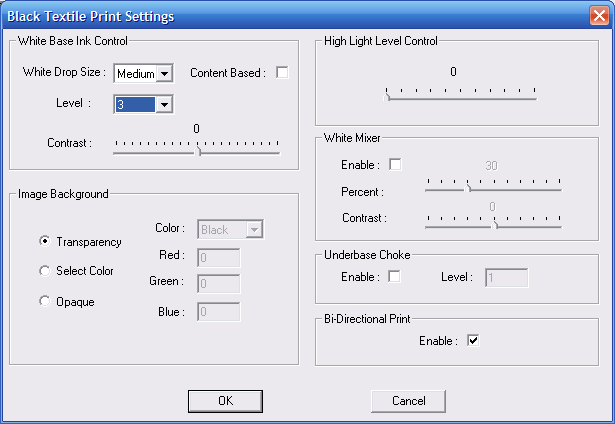 Black Textile Print Settings
White Base Ink Control
White Drop Size : Medium Content Based :
Level : 3
0
Contrast :
Image Background
Transparency
Select Color
Opaque
Color : Black
Red : 0
Green : 0
Blue : 0
High Light Level Control
0
White Mixer
Enable : 30
Percent :
0
Contrast :
Underbase Choke
Enable : Level : 1
Bi-Directional Print
Enable :
OK Cancel